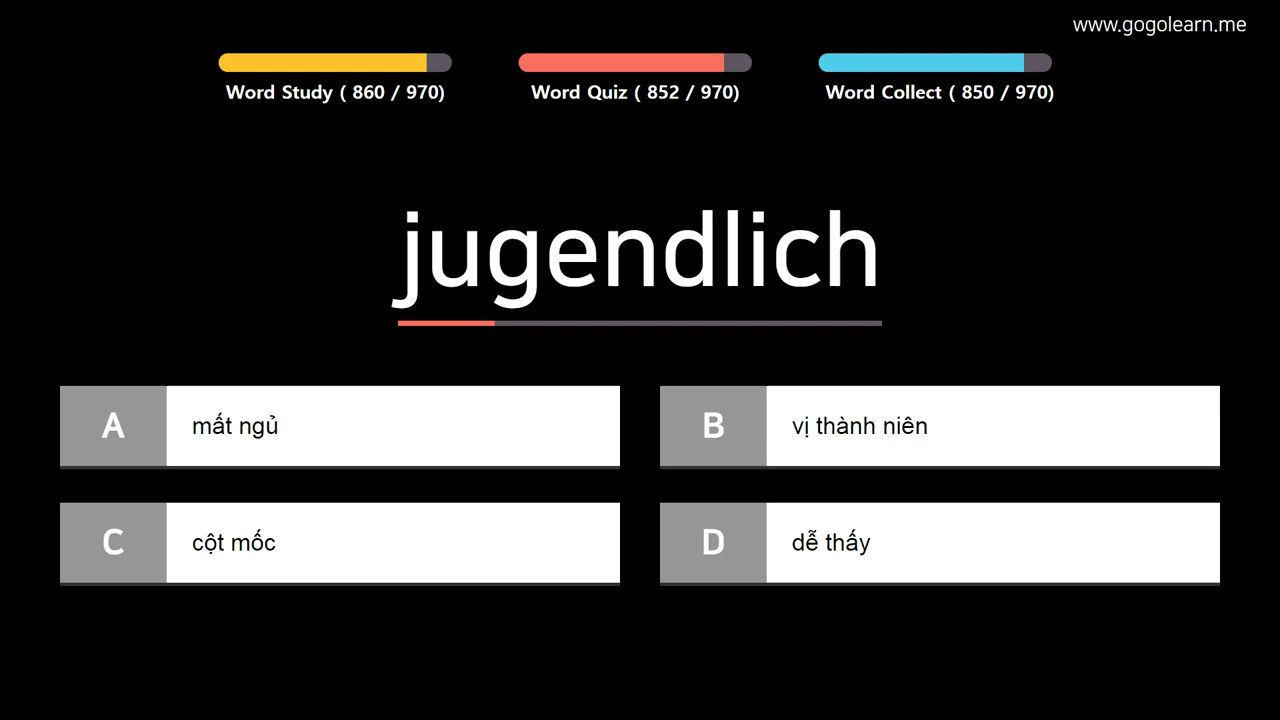 www.gogolearn.me
Word Study ( 860 / 970)
Word Quiz ( 852 / 970)
Word Collect ( 850 / 970)
jugendlich
A mất ngủ
B vị thành niên
C cột mốc
D dễ thấy